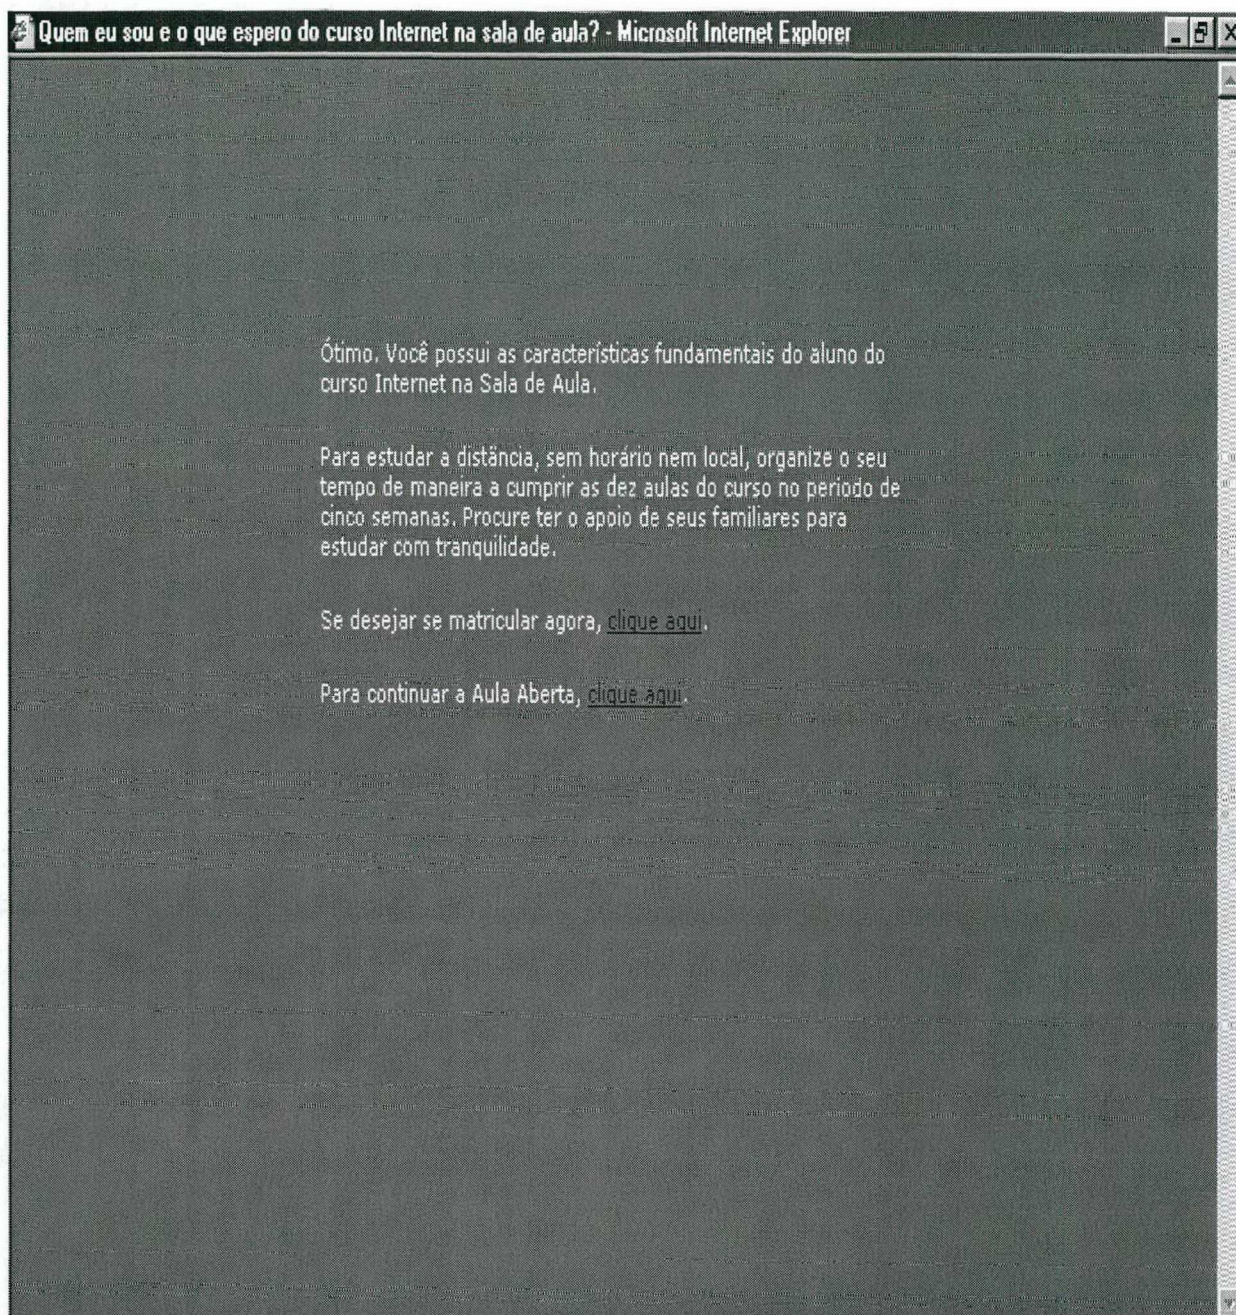 Quem eu sou e o que espero do curso Internet na sala de aula? - Microsoft Internet Explorer
Ótimo. Você possui as características fundamentais do aluno do
curso Internet na Sala de Aula.
Para estudar a distância, sem horário nem local, organize o seu
tempo de maneira a cumprir as dez aulas do curso no periodo de
cinco semanas. Procure ter o apoio de seus familiares para
estudar com tranquilidade.
Se desejar se matricular agora, clique aqui.
Para continuar a Aula Aberta, clique aqui.